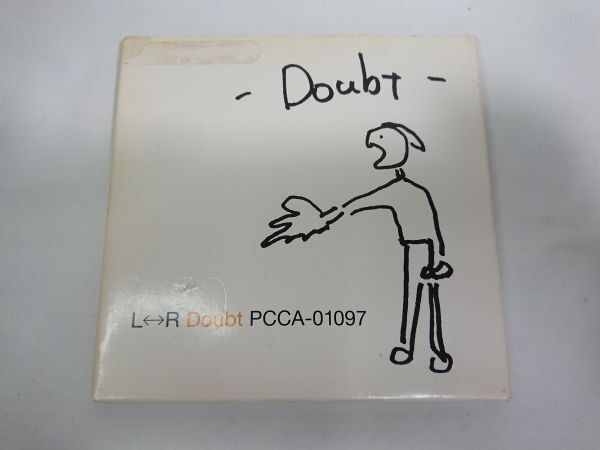 - Doubt -
L↔R Doubt PCCA-01097